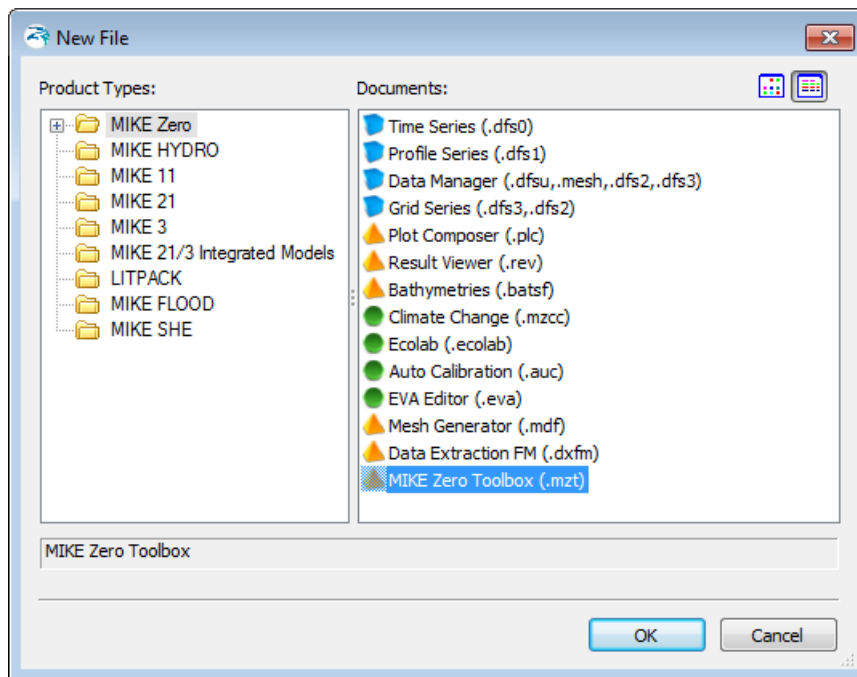 New File
Product Types:
MIKE Zero
MIKE HYDRO
MIKE 11
MIKE 21
MIKE 3
MIKE 21/3 Integrated Models
LITPACK
MIKE FLOOD
MIKE SHE
Documents:
Time Series (.dfs0)
Profile Series (.dfs1)
Data Manager (.dfsu,.mesh,.dfs2,.dfs3)
Grid Series (.dfs3,.dfs2)
Plot Composer (.plc)
Result Viewer (.rev)
Bathymetries (.batsf)
Climate Change (.mzcc)
Ecolab (.ecolab)
Auto Calibration (.auc)
EVA Editor (.eva)
Mesh Generator (.mdf)
Data Extraction FM (.dxfm)
MIKE Zero Toolbox (.mzt)
MIKE Zero Toolbox
OK
Cancel